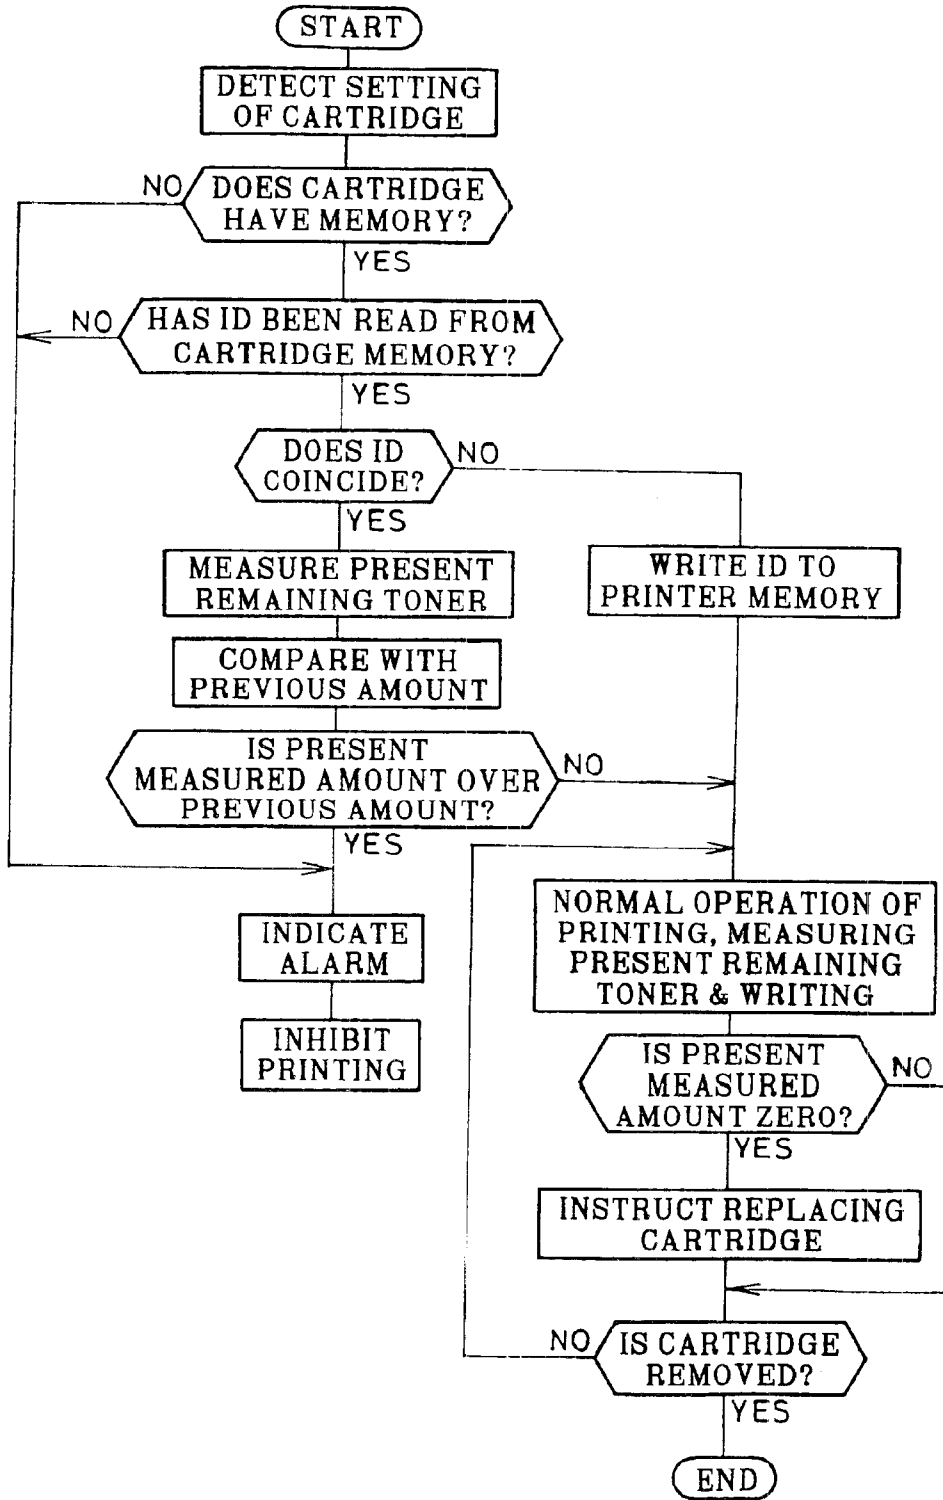 START
DETECT SETTING
OF CARTRIDGE
NO
DOES CARTRIDGE
HAVE MEMORY?
YES
NO
HAS ID BEEN READ FROM
CARTRIDGE MEMORY?
YES
DOES ID
COINCIDE?
NO
YES
MEASURE PRESENT
REMAINING TONER
WRITE ID TO
PRINTER MEMORY
COMPARE WITH
PREVIOUS AMOUNT
IS PRESENT
MEASURED AMOUNT OVER
PREVIOUS AMOUNT?
NO
YES
INDICATE
ALARM
INHIBIT
PRINTING
NORMAL OPERATION OF
PRINTING, MEASURING
PRESENT REMAINING
TONER & WRITING
IS PRESENT
MEASURED
AMOUNT ZERO?
NO
YES
INSTRUCT REPLACING
CARTRIDGE
NO
IS CARTRIDGE
REMOVED?
YES
END